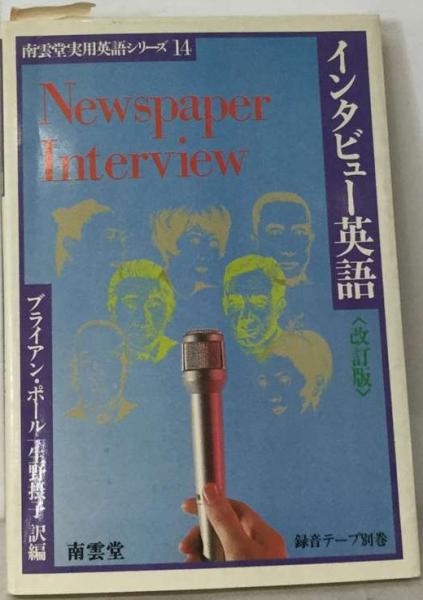 南雲堂実用英語シリーズ 14
Newspaper
Interview
インタビュー英語
〈改訂版〉
ブライアン・ポール
生野摂子 訳編
南雲堂
録音テープ別巻